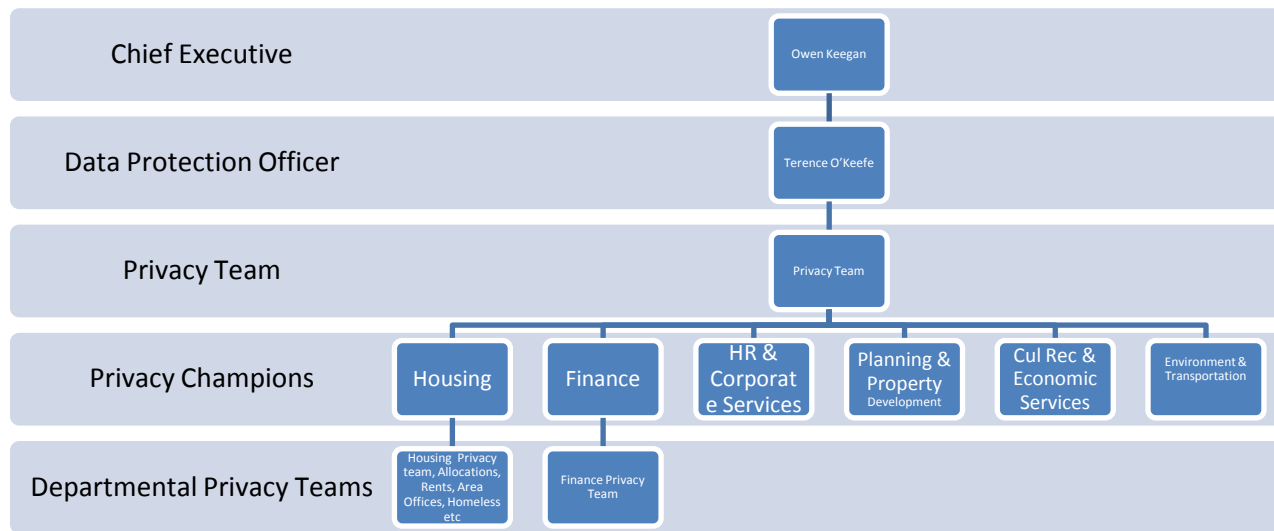 Chief Executive
Owen Keegan
Data Protection Officer
Terence O’Keefe
Privacy Team
Privacy Team
Privacy Champions
Housing
Finance
HR &
Corporat
e Services
Planning &
Property
Development
Cul Rec &
Economic
Services
Environment &
Transportation
Departmental Privacy Teams
Housing Privacy
team, Allocations,
Rents, Area
Offices, Homeless
etc
Finance Privacy
Team